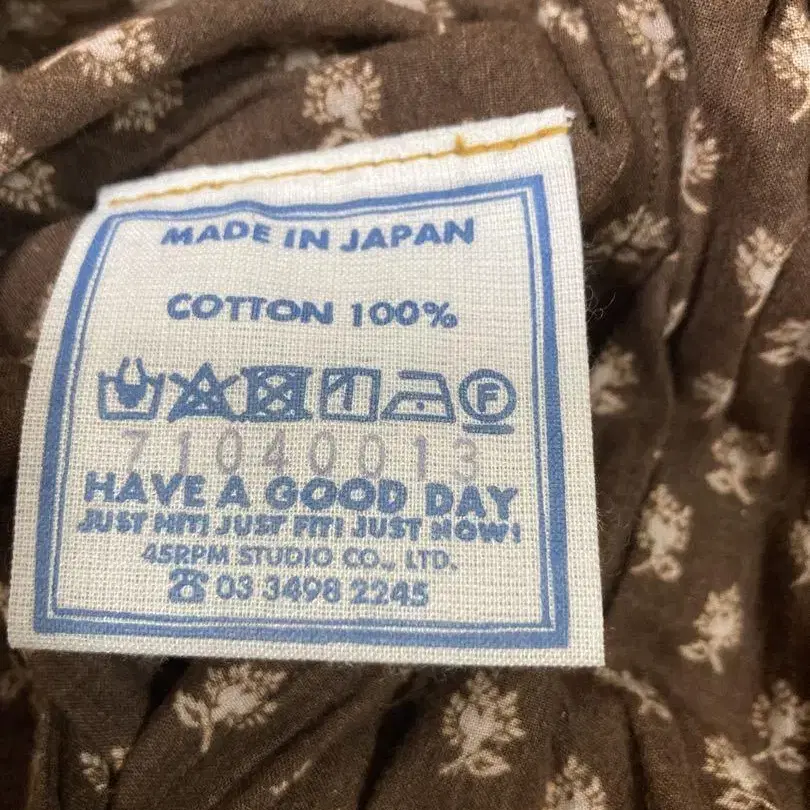 MADE IN JAPAN
COTTON 100%
F
71040013
HAVE A GOOD DAY
JUST HIT! JUST FIT! JUST NOW!
45RPM STUDIO CO., LTD.
☎ 03 3498 2245